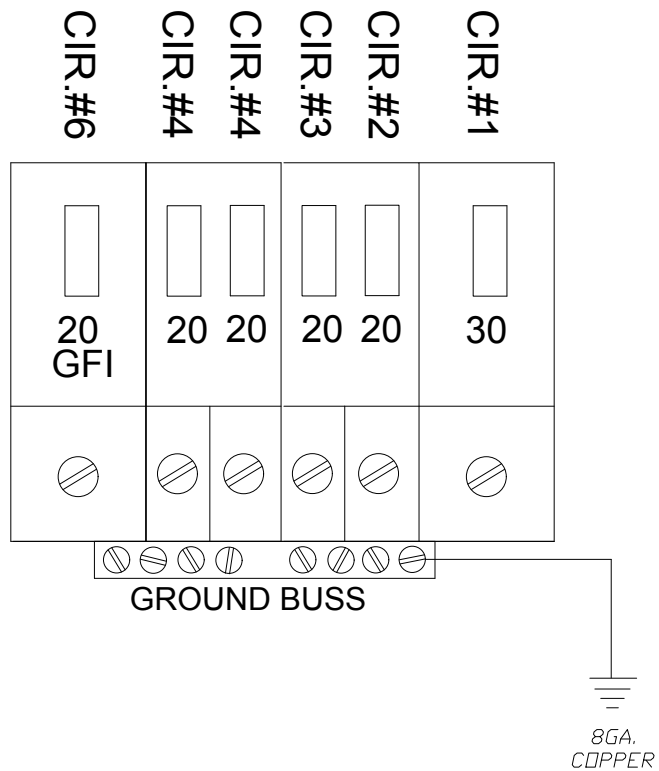 CIR.#6
CIR.#4
CIR.#4
CIR.#3
CIR.#2
CIR.#1
20
GFI
20
20
20
20
30
GROUND BUSS
8GA.
COPPER